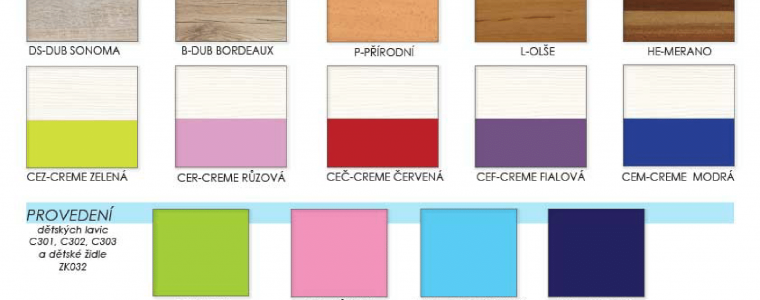 DS-DUB SONOMA
B-DUB BORDEAUX
P-PŘÍRODNÍ
L-OLŠE
HE-MERANO
CEZ-CREME ZELENÁ
CER-CREME RŮZOVÁ
CEČ-CREME ČERVENÁ
CEF-CREME FIALOVÁ
CEM-CREME MODRÁ
PROVEDENÍ
dětských lavic
C301, C302, C303
a dětské židle
ZK032